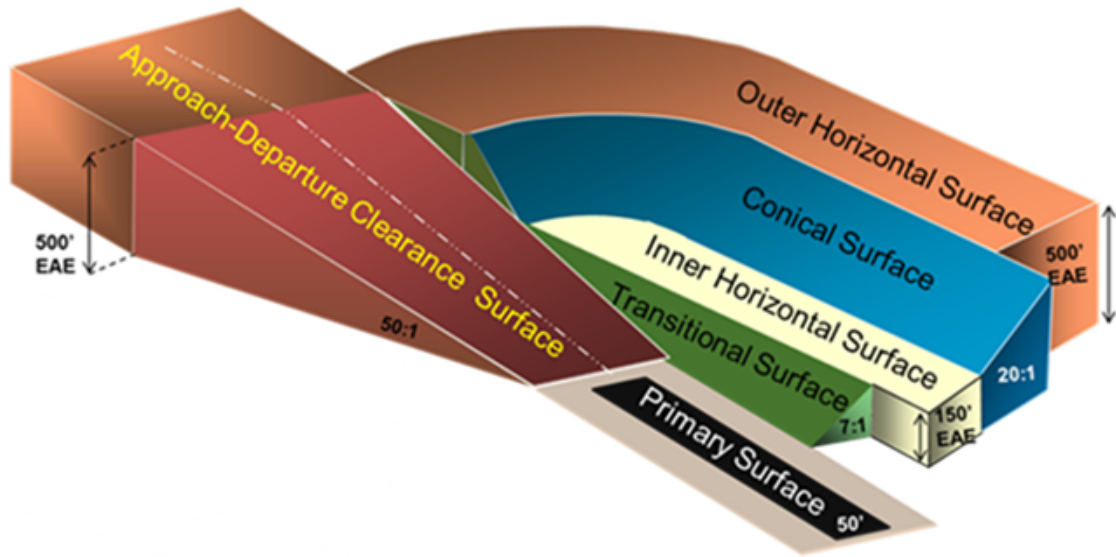 Approach-Departure Clearance Surface
Outer Horizontal Surface
Conical Surface
500'
EAE
500'
EAE
Inner Horizontal Surface
Transitional Surface
50:1
20:1
150'
EAE
7:1
Primary Surface 50'